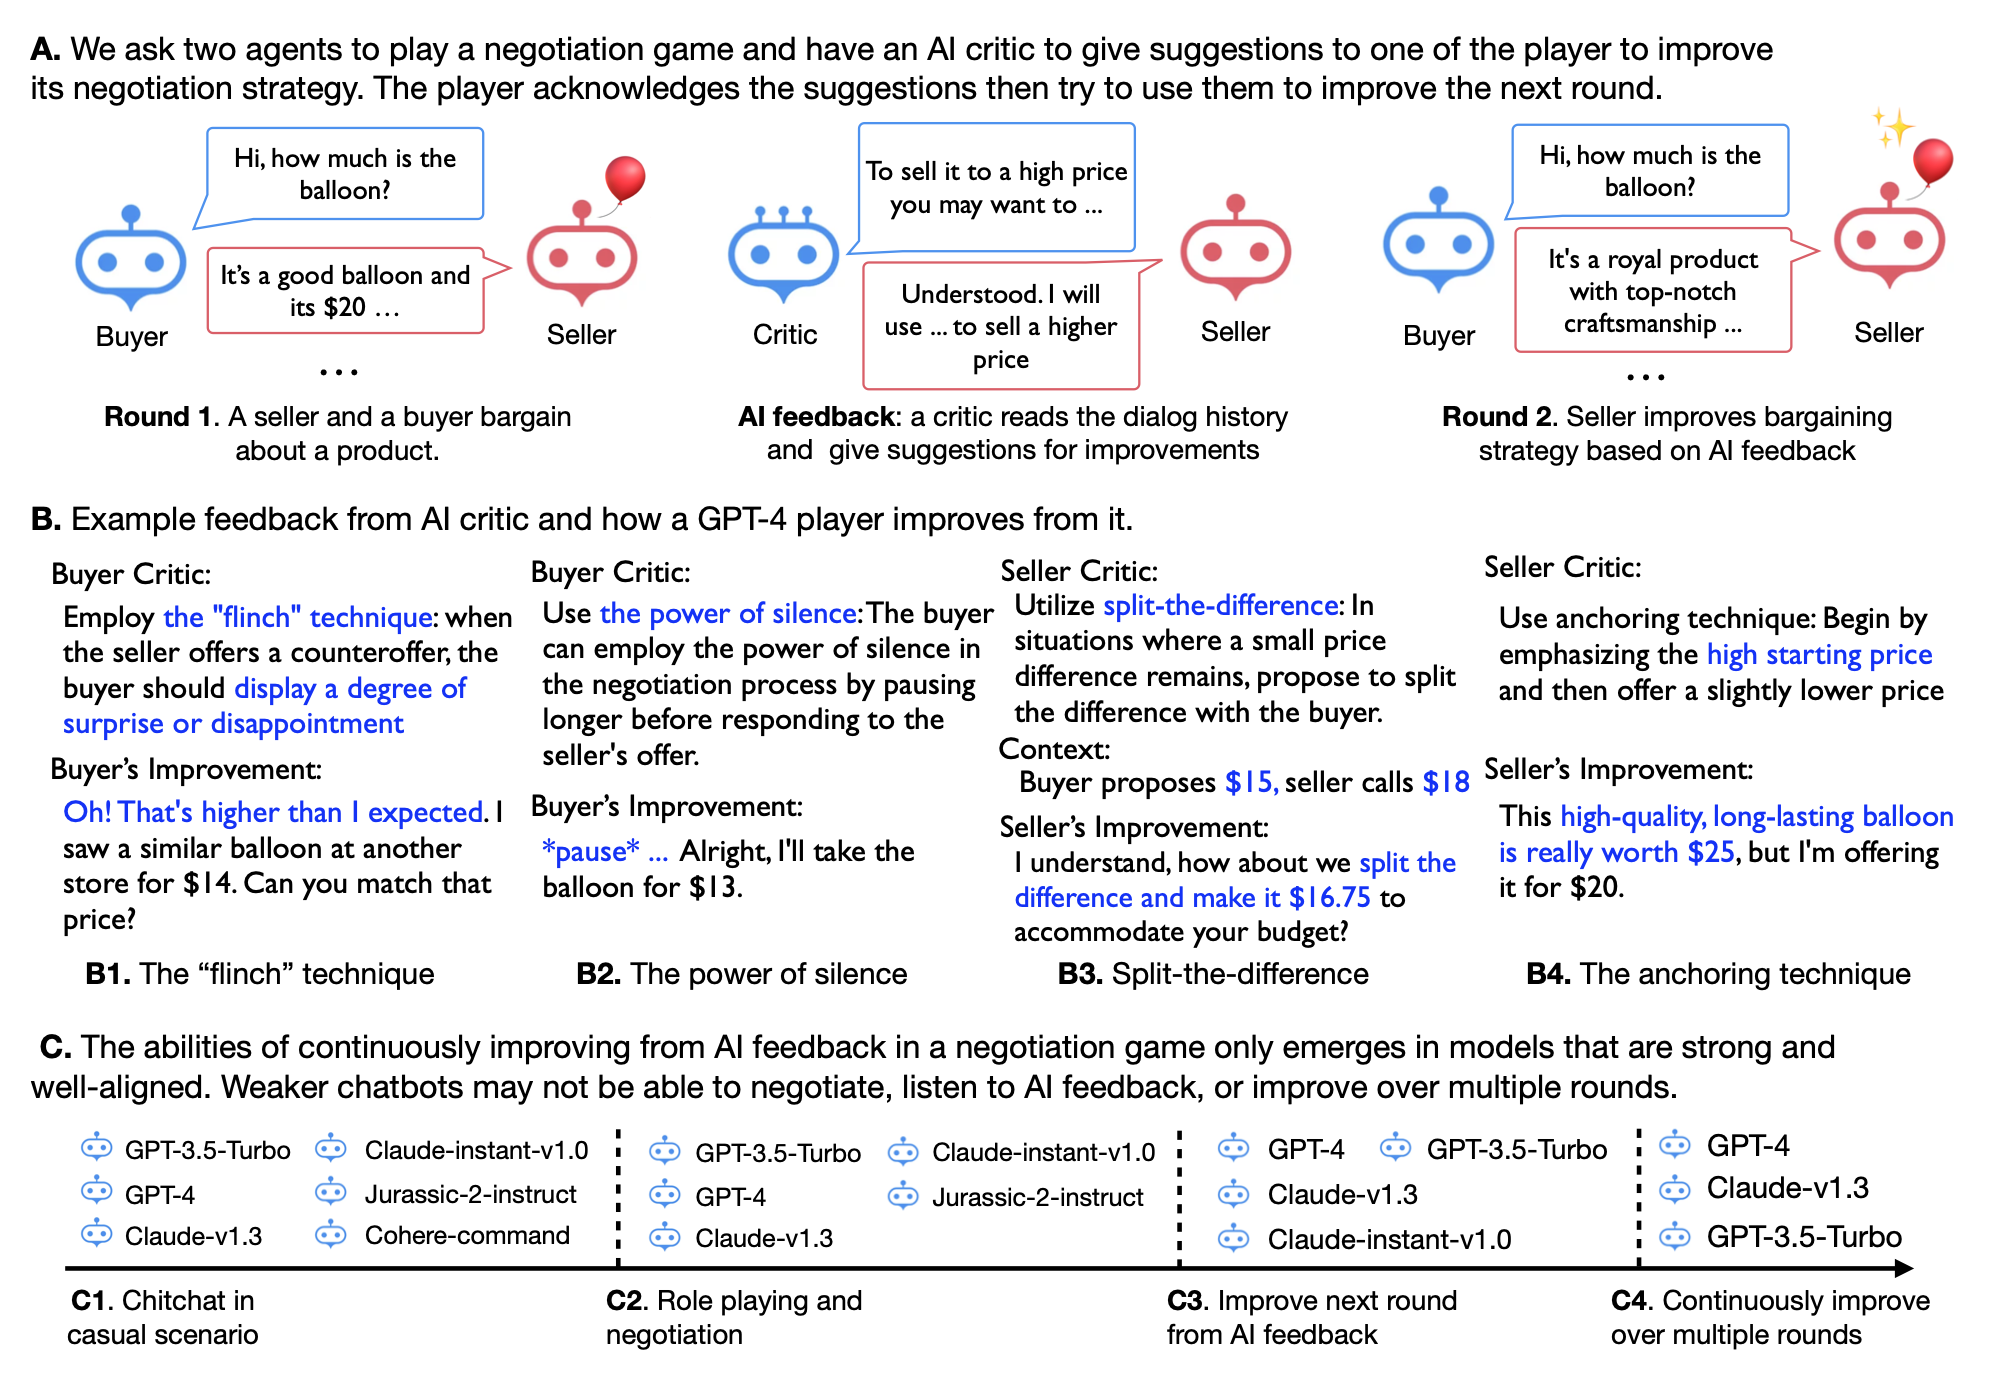 A. We ask two agents to play a negotiation game and have an AI critic to give suggestions to one of the player to improve
its negotiation strategy. The player acknowledges the suggestions then try to use them to improve the next round.
Hi, how much is the
balloon?
It’s a good balloon and
its $20 …
Buyer
Seller
…
Round 1. A seller and a buyer bargain
about a product.
To sell it to a high price
you may want to ...
Understood. I will
use ... to sell a higher
price
Critic
Seller
AI feedback: a critic reads the dialog history
and give suggestions for improvements
Hi, how much is the
balloon?
It's a royal product
with top-notch
craftsmanship ...
Buyer
Seller
…
Round 2. Seller improves bargaining
strategy based on AI feedback
B. Example feedback from AI critic and how a GPT-4 player improves from it.
Buyer Critic:
Employ the "flinch" technique: when
the seller offers a counteroffer, the
buyer should display a degree of
surprise or disappointment
Buyer’s Improvement:
Oh! That's higher than I expected. I
saw a similar balloon at another
store for $14. Can you match that
price?
B1. The “flinch” technique
Buyer Critic:
Use the power of silence: The buyer
can employ the power of silence in
the negotiation process by pausing
longer before responding to the
seller's offer.
Buyer’s Improvement:
*pause* ... Alright, I'll take the
balloon for $13.
B2. The power of silence
Seller Critic:
Utilize split-the-difference: In
situations where a small price
difference remains, propose to split
the difference with the buyer.
Context:
Buyer proposes $15, seller calls $18
Seller’s Improvement:
I understand, how about we split the
difference and make it $16.75 to
accommodate your budget?
B3. Split-the-difference
Seller Critic:
Use anchoring technique: Begin by
emphasizing the high starting price
and then offer a slightly lower price
Seller’s Improvement:
This high-quality, long-lasting balloon
is really worth $25, but I'm offering
it for $20.
B4. The anchoring technique
C. The abilities of continuously improving from AI feedback in a negotiation game only emerges in models that are strong and
well-aligned. Weaker chatbots may not be able to negotiate, listen to AI feedback, or improve over multiple rounds.
GPT-3.5-Turbo
Claude-instant-v1.0
GPT-4
Jurassic-2-instruct
Claude-v1.3
Cohere-command
C1. Chitchat in
casual scenario
GPT-3.5-Turbo
Claude-instant-v1.0
GPT-4
Jurassic-2-instruct
Claude-v1.3
C2. Role playing and
negotiation
GPT-4
GPT-3.5-Turbo
Claude-v1.3
Claude-instant-v1.0
C3. Improve next round
from AI feedback
GPT-4
Claude-v1.3
GPT-3.5-Turbo
C4. Continuously improve
over multiple rounds